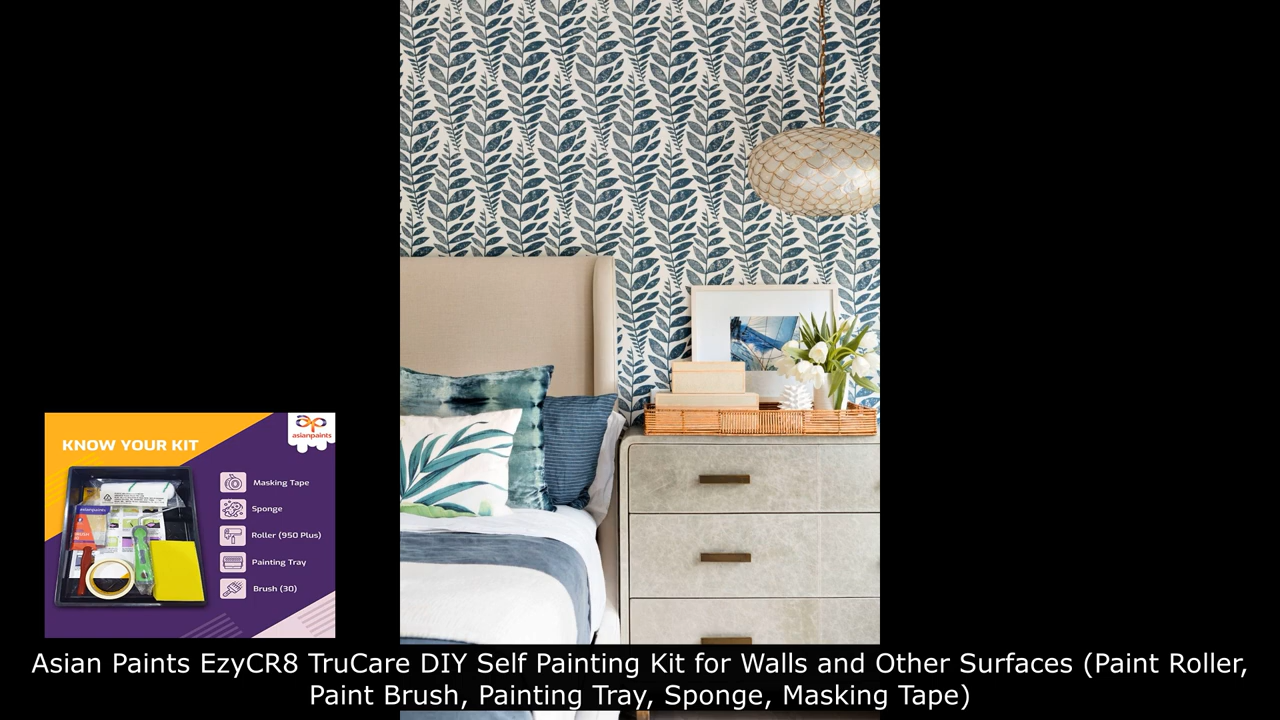 KNOW YOUR KIT
asianpaints
Masking Tape
Sponge
Roller (950 Plus)
Painting Tray
Brush (30)
Asian Paints EzyCR8 TruCare DIY Self Painting Kit for Walls and Other Surfaces (Paint Roller,
Paint Brush, Painting Tray, Sponge, Masking Tape)